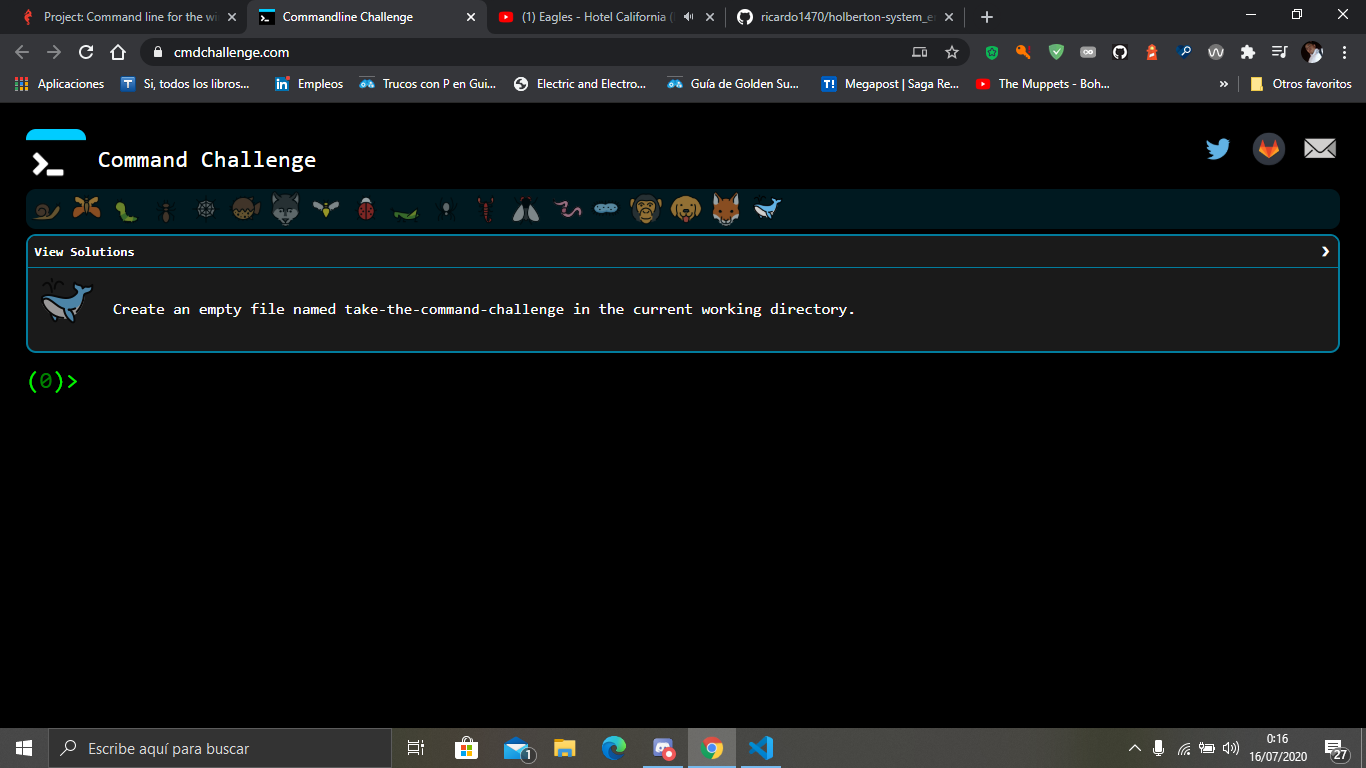 Project: Command line for the wi
Commandline Challenge
(1) Eagles - Hotel California (
ricardo1470/holberton-system_e
cmdchallenge.com
Aplicaciones
Si, todos los libros...
Empleos
Trucos con P en Gui...
Electric and Electro...
Guía de Golden Su...
Megapost | Saga Re...
The Muppets - Boh...
»
Otros favoritos
Command Challenge
View Solutions
Create an empty file named take-the-command-challenge in the current working directory.
(0)>
Escribe aquí para buscar
1
0:16
16/07/2020
27